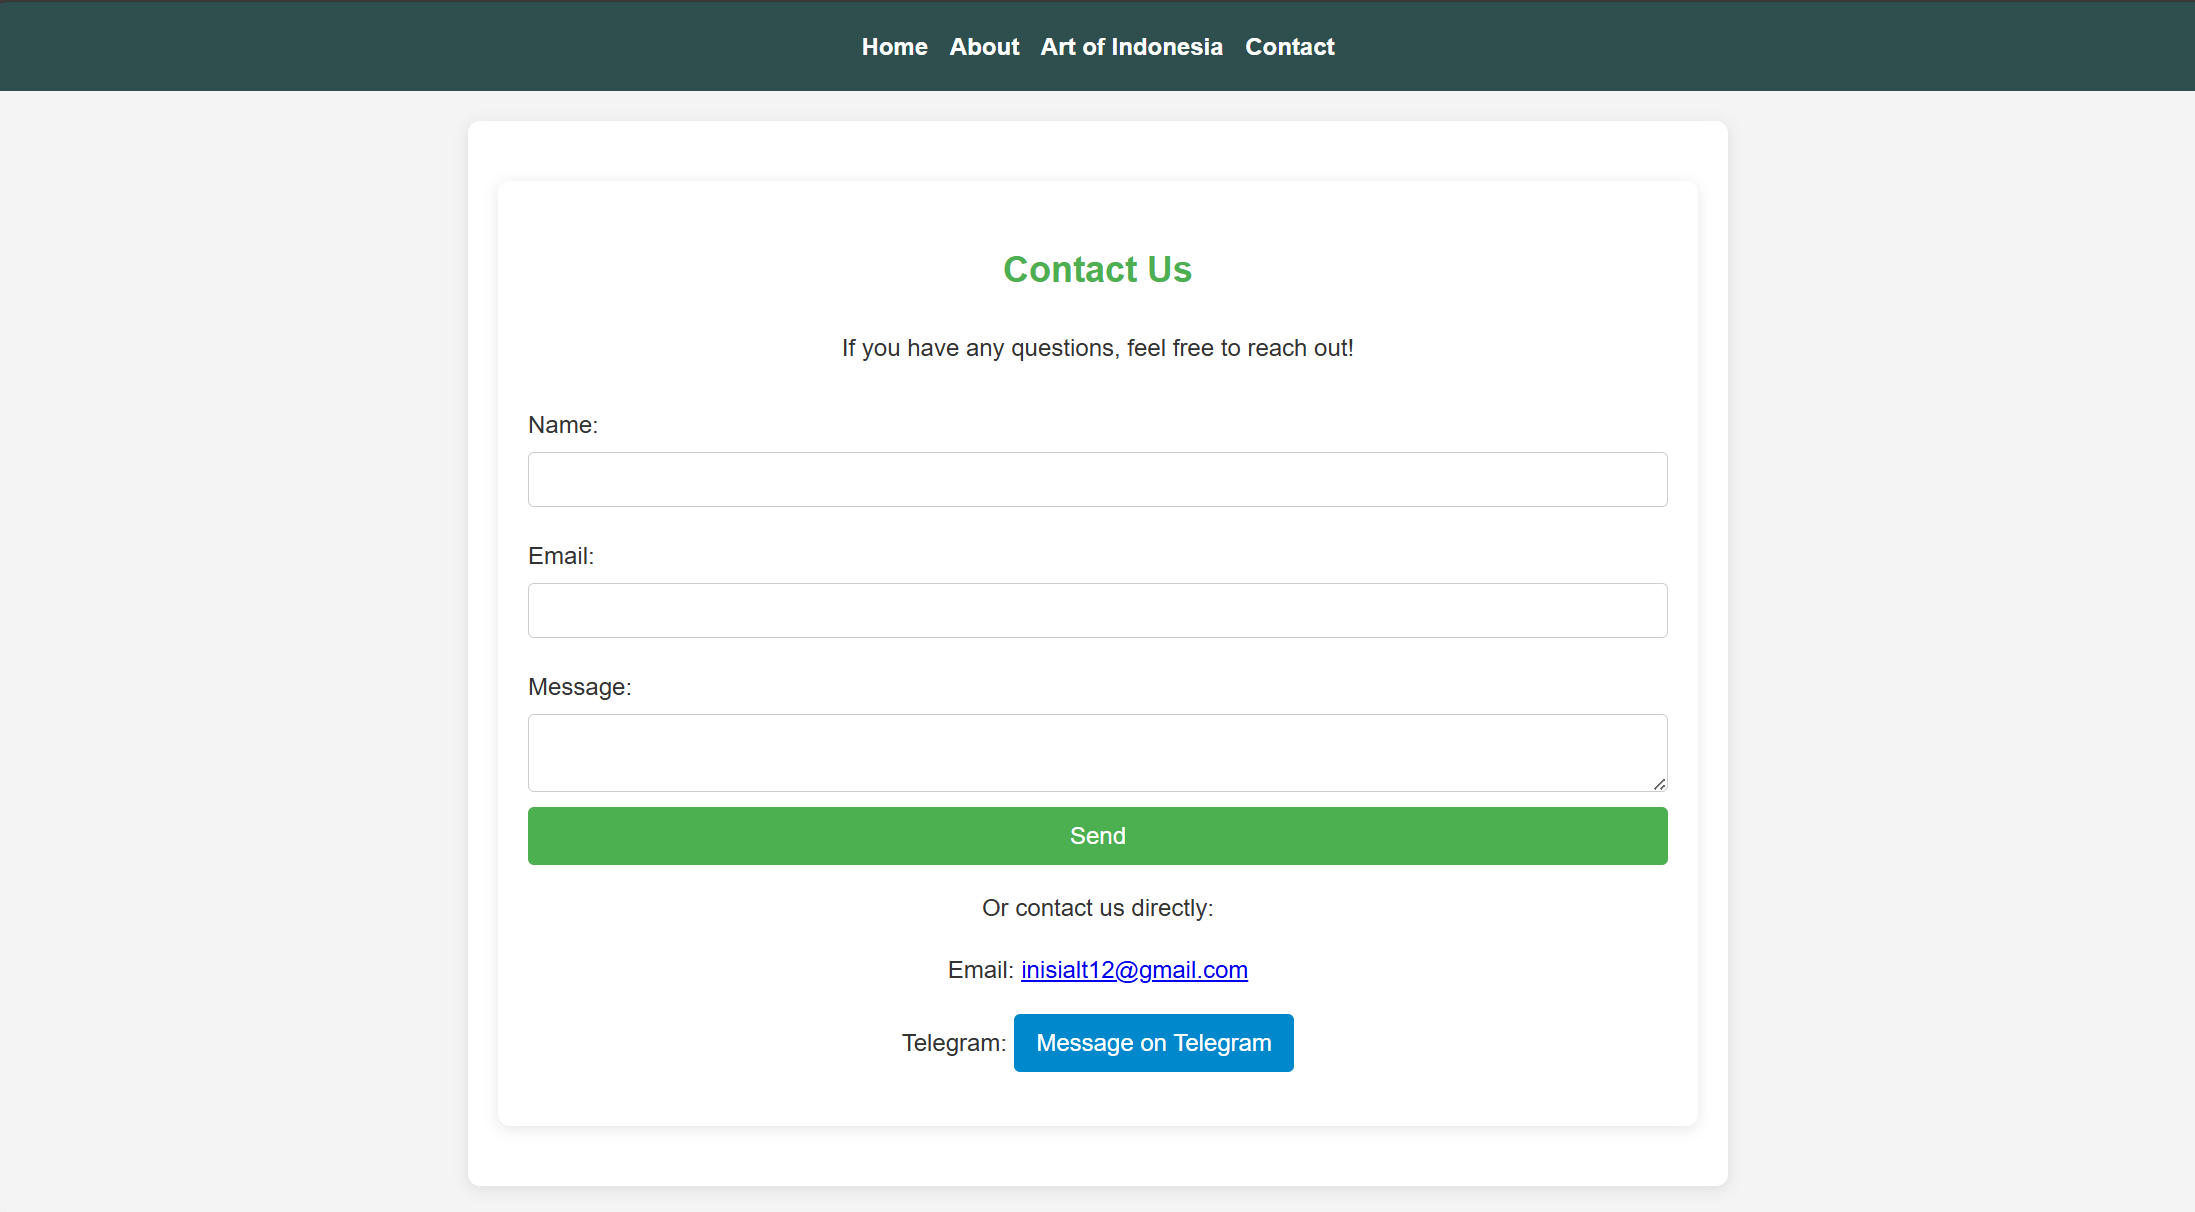 Home About Art of Indonesia Contact
Contact Us
If you have any questions, feel free to reach out!
Name:
Email:
Message:
Send
Or contact us directly:
Email: inisialt12@gmail.com
Telegram: Message on Telegram